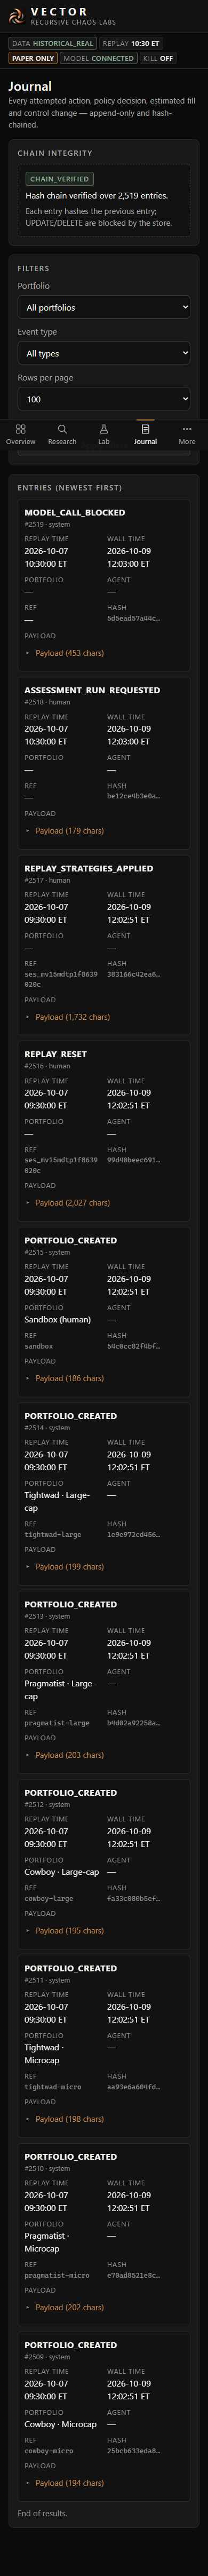 VECTOR
RECURSIVE CHAOS LABS
DATA HISTORICAL_REAL
REPLAY 10:30 ET
PAPER ONLY
MODEL CONNECTED
KILL OFF
Journal
Every attempted action, policy decision, estimated fill
and control change — append-only and hash-
chained.
CHAIN INTEGRITY
CHAIN_VERIFIED
Hash chain verified over 2,519 entries.
Each entry hashes the previous entry;
UPDATE/DELETE are blocked by the store.
FILTERS
Portfolio
All portfolios
Event type
All types
Rows per page
100
Overview
Research
Lab
Journal
More
ENTRIES (NEWEST FIRST)
MODEL_CALL_BLOCKED
#2519 · system
REPLAY TIME WALL TIME
2026-10-07 2026-10-09
10:30:00 ET 12:03:00 ET
PORTFOLIO AGENT
— —
REF HASH
— 5d5ead57a44c…
PAYLOAD
Payload (453 chars)
ASSESSMENT_RUN_REQUESTED
#2518 · human
REPLAY TIME WALL TIME
2026-10-07 2026-10-09
10:30:00 ET 12:03:00 ET
PORTFOLIO AGENT
— —
REF HASH
— be12ce4b3e0a…
PAYLOAD
Payload (179 chars)
REPLAY_STRATEGIES_APPLIED
#2517 · human
REPLAY TIME WALL TIME
2026-10-07 2026-10-09
09:30:00 ET 12:02:51 ET
PORTFOLIO AGENT
— —
REF HASH
ses_mv15mdtp1f8639 383166c42ea6…
020c
PAYLOAD
Payload (1,732 chars)
REPLAY_RESET
#2516 · human
REPLAY TIME WALL TIME
2026-10-07 2026-10-09
09:30:00 ET 12:02:51 ET
PORTFOLIO AGENT
— —
REF HASH
ses_mv15mdtp1f8639 99d40beec691…
020c
PAYLOAD
Payload (2,027 chars)
PORTFOLIO_CREATED
#2515 · system
REPLAY TIME WALL TIME
2026-10-07 2026-10-09
09:30:00 ET 12:02:51 ET
PORTFOLIO AGENT
Sandbox (human) —
REF HASH
sandbox 54c0cc82f4bf…
PAYLOAD
Payload (186 chars)
PORTFOLIO_CREATED
#2514 · system
REPLAY TIME WALL TIME
2026-10-07 2026-10-09
09:30:00 ET 12:02:51 ET
PORTFOLIO AGENT
Tightwad · Large- —
cap
REF HASH
tightwad-large 1e9e972cd456…
PAYLOAD
Payload (199 chars)
PORTFOLIO_CREATED
#2513 · system
REPLAY TIME WALL TIME
2026-10-07 2026-10-09
09:30:00 ET 12:02:51 ET
PORTFOLIO AGENT
Pragmatist · Large- —
cap
REF HASH
pragmatist-large b4d02a92258a…
PAYLOAD
Payload (203 chars)
PORTFOLIO_CREATED
#2512 · system
REPLAY TIME WALL TIME
2026-10-07 2026-10-09
09:30:00 ET 12:02:51 ET
PORTFOLIO AGENT
Cowboy · Large-cap —
REF HASH
cowboy-large fa33c080b5ef…
PAYLOAD
Payload (195 chars)
PORTFOLIO_CREATED
#2511 · system
REPLAY TIME WALL TIME
2026-10-07 2026-10-09
09:30:00 ET 12:02:51 ET
PORTFOLIO AGENT
Tightwad · —
Microcap
REF HASH
tightwad-micro aa93e6a604fd…
PAYLOAD
Payload (198 chars)
PORTFOLIO_CREATED
#2510 · system
REPLAY TIME WALL TIME
2026-10-07 2026-10-09
09:30:00 ET 12:02:51 ET
PORTFOLIO AGENT
Pragmatist · —
Microcap
REF HASH
pragmatist-micro e70ad8521e8c…
PAYLOAD
Payload (202 chars)
PORTFOLIO_CREATED
#2509 · system
REPLAY TIME WALL TIME
2026-10-07 2026-10-09
09:30:00 ET 12:02:51 ET
PORTFOLIO AGENT
Cowboy · Microcap —
REF HASH
cowboy-micro 25bcb633eda8…
PAYLOAD
Payload (194 chars)
End of results.